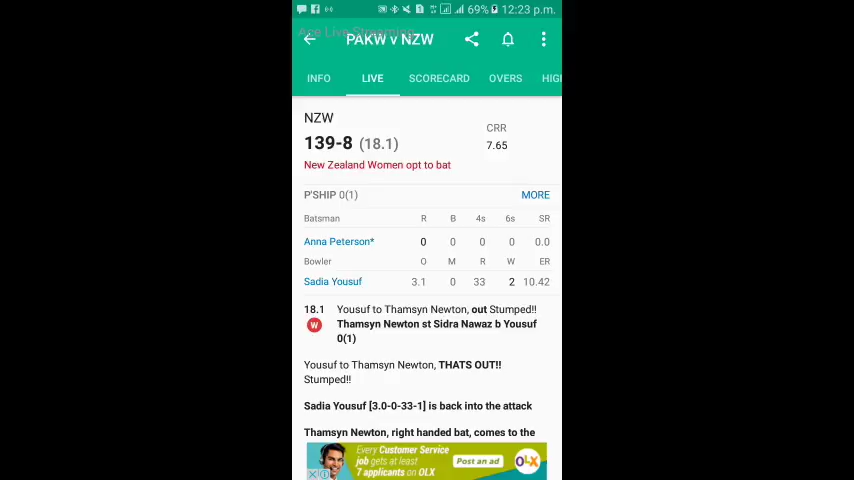 69% 12:23 p.m.
Ace Live Streaming
PAKW v NZW
INFO LIVE SCORECARD OVERS HIG
NZW
139-8 (18.1)
CRR
7.65
New Zealand Women opt to bat
P'SHIP 0(1) MORE
Batsman R B 4s 6s SR
Anna Peterson* 0 0 0 0 0.0
Bowler O M R W ER
Sadia Yousuf 3.1 0 33 2 10.42
18.1 Yousuf to Thamsyn Newton, out Stumped!!
W Thamsyn Newton st Sidra Nawaz b Yousuf
0(1)
Yousuf to Thamsyn Newton, THATS OUT!!
Stumped!!
Sadia Yousuf [3.0-0-33-1] is back into the attack
Thamsyn Newton, right handed bat, comes to the
Every Customer Service
job gets at least
7 applicants on OLX
Post an ad
OLX